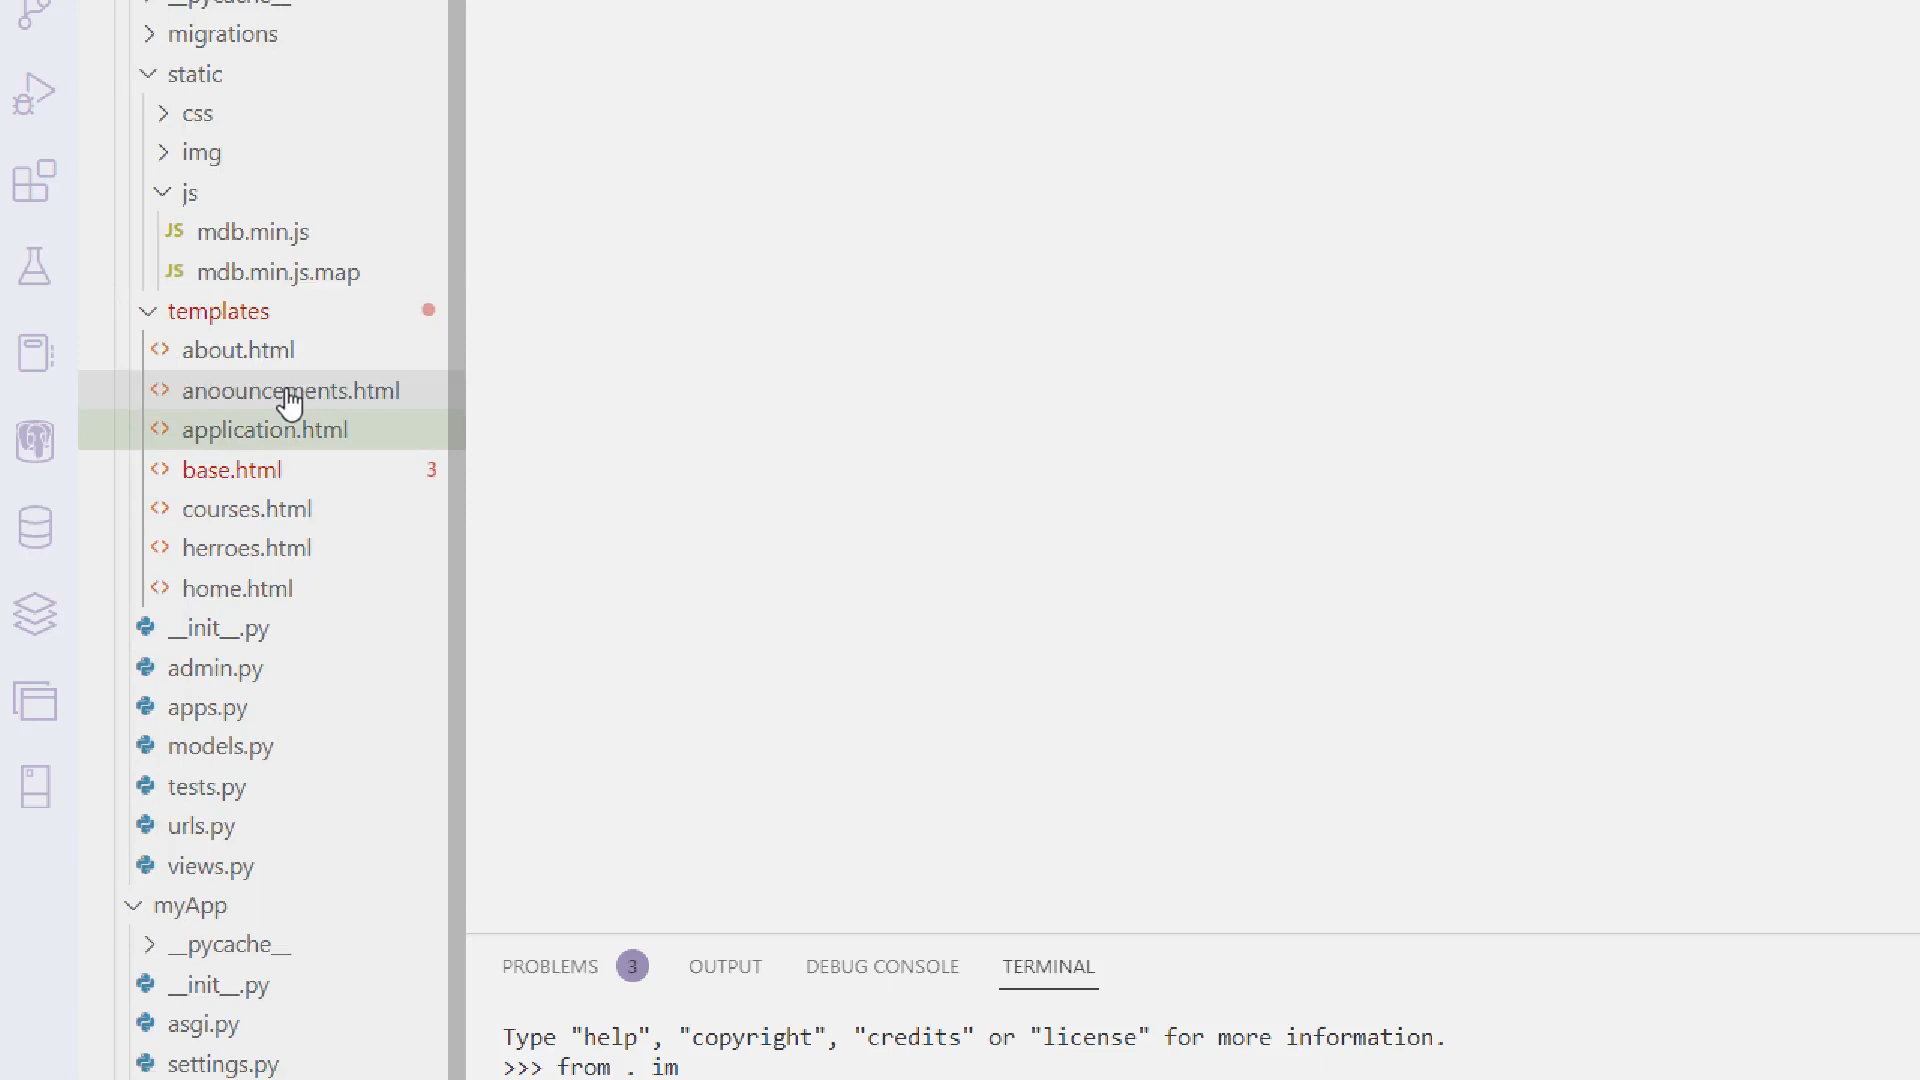 __pycache__
migrations
static
css
img
js
JS mdb.min.js
JS mdb.min.js.map
templates
about.html
anoouncements.html
application.html
base.html 3
courses.html
herroes.html
home.html
__init__.py
admin.py
apps.py
models.py
tests.py
urls.py
views.py
myApp
__pycache__
__init__.py
asgi.py
settings.py
PROBLEMS 3 OUTPUT DEBUG CONSOLE TERMINAL
Type "help", "copyright", "credits" or "license" for more information.
>>> from . im